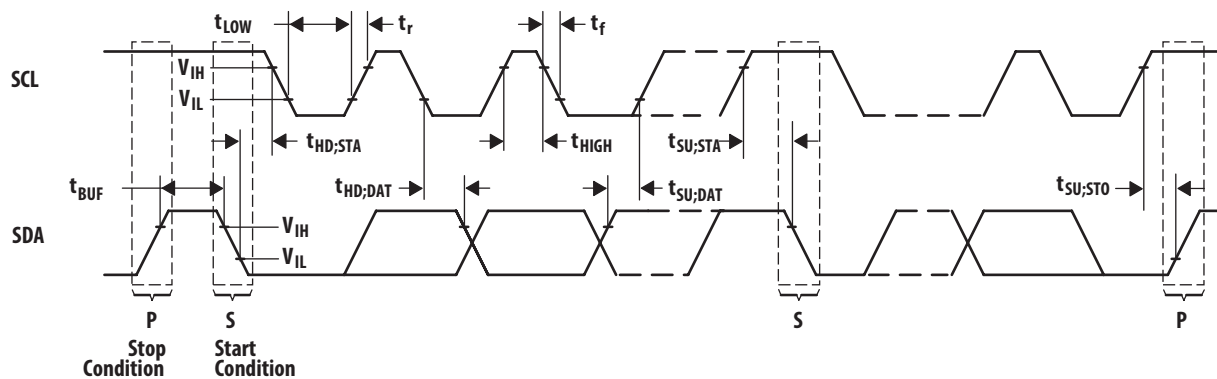 tLOW
tr
tf
SCL
VIH
VIL
tHD;STA
tHIGH
tSU;STA
tBUF
tHD;DAT
tSU;DAT
tSU;STO
SDA
VIH
VIL
P
S
S
P
Stop
Condition
Start
Condition